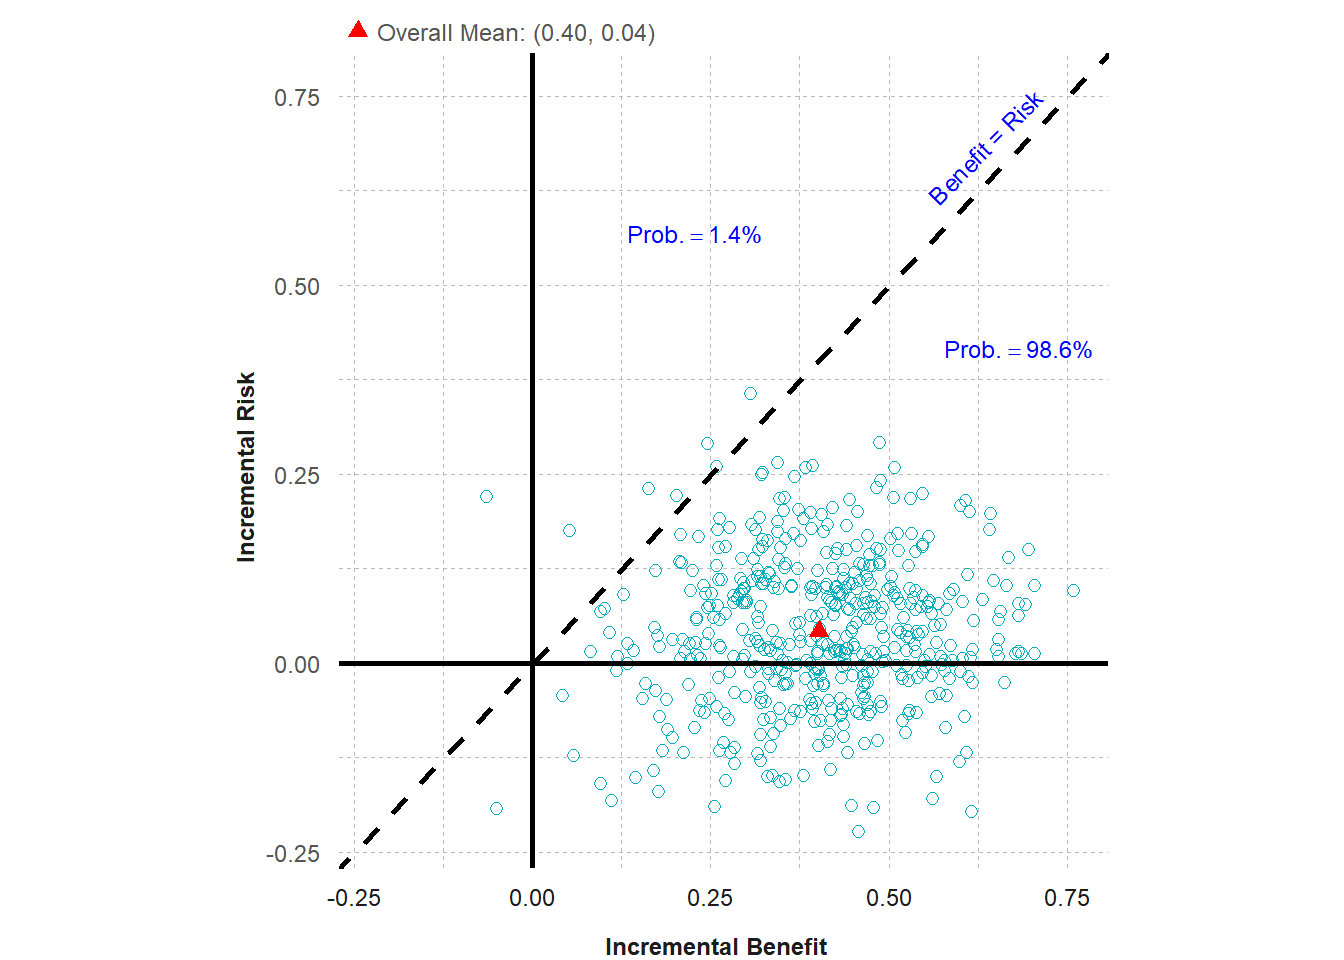 Overall Mean: (0.40, 0.04)
0.75
Benefit = Risk
Prob. = 1.4%
0.50
Prob. = 98.6%
Incremental Risk
0.25
0.00
-0.25
-0.25 0.00 0.25 0.50 0.75
Incremental Benefit